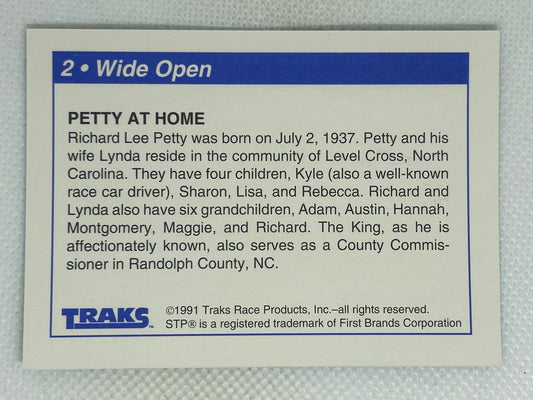 2 • Wide Open
PETTY AT HOME
Richard Lee Petty was born on July 2, 1937. Petty and his
wife Lynda reside in the community of Level Cross, North
Carolina. They have four children, Kyle (also a well-known
race car driver), Sharon, Lisa, and Rebecca. Richard and
Lynda also have six grandchildren, Adam, Austin, Hannah,
Montgomery, Maggie, and Richard. The King, as he is
affectionately known, also serves as a County Commis-
sioner in Randolph County, NC.
TRAKS™
©1991 Traks Race Products, Inc.–all rights reserved.
STP® is a registered trademark of First Brands Corporation